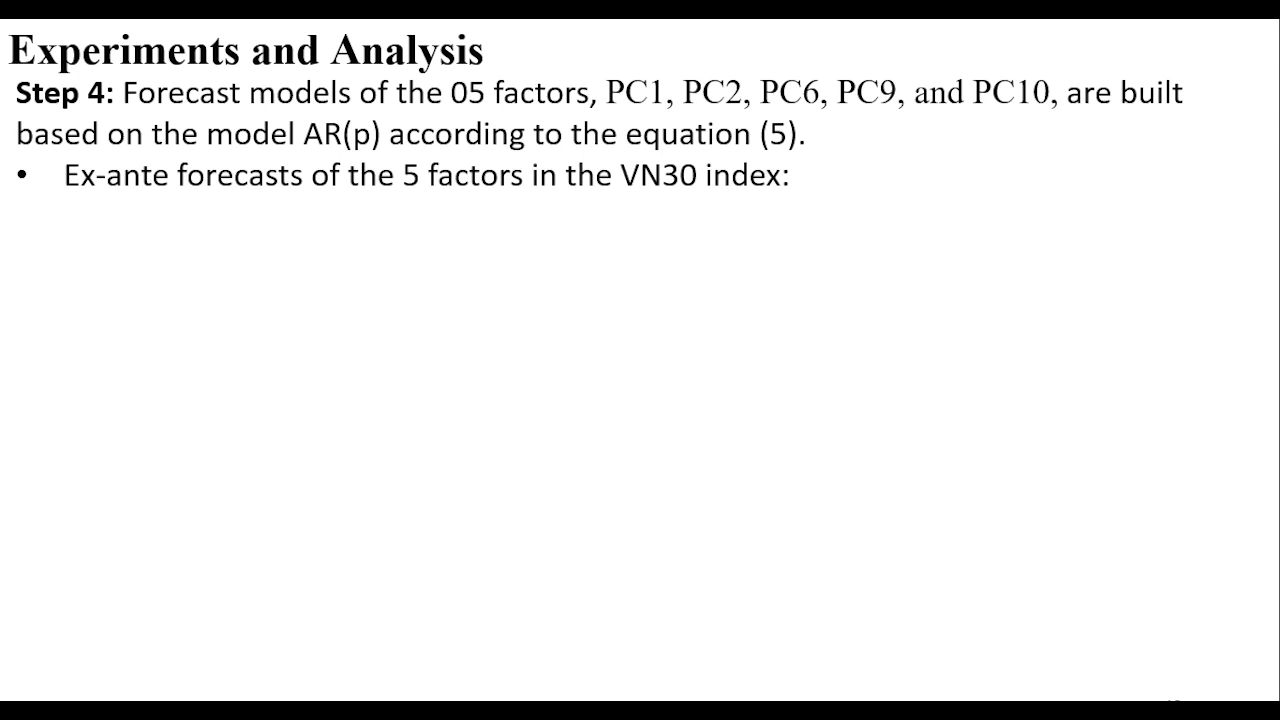 Experiments and Analysis
Step 4: Forecast models of the 05 factors, PC1, PC2, PC6, PC9, and PC10, are built
based on the model AR(p) according to the equation (5).
• Ex-ante forecasts of the 5 factors in the VN30 index: